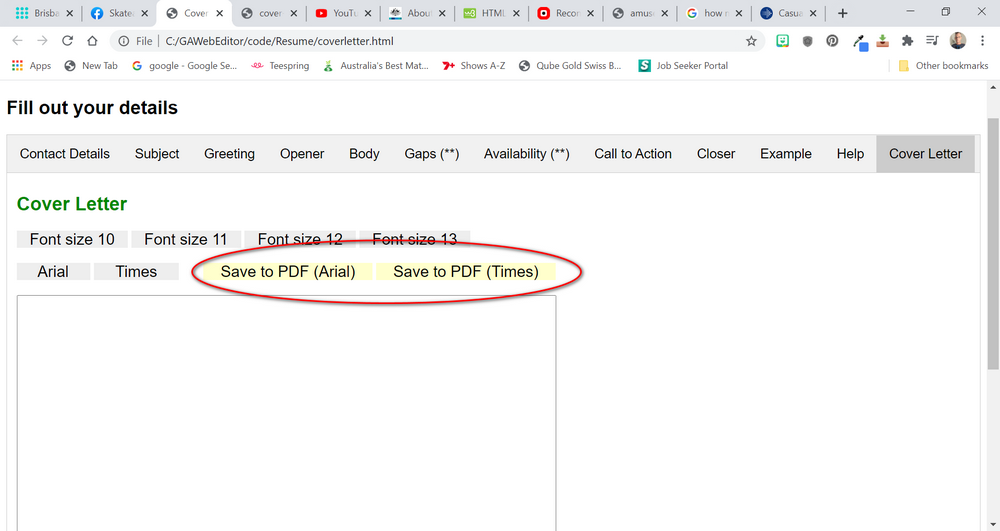 Brisba Skatec Cover cover YouTu About HTML Recor amus how n Casua
File C:/GAWebEditor/code/Resume/coverletter.html
Apps New Tab google - Google Se... Teespring Australia's Best Mat... Shows A-Z Qube Gold Swiss B... Job Seeker Portal Other bookmarks
Fill out your details
Contact Details Subject Greeting Opener Body Gaps (**) Availability (**) Call to Action Closer Example Help Cover Letter
Cover Letter
Font size 10 Font size 11 Font size 12 Font size 13
Arial Times Save to PDF (Arial) Save to PDF (Times)